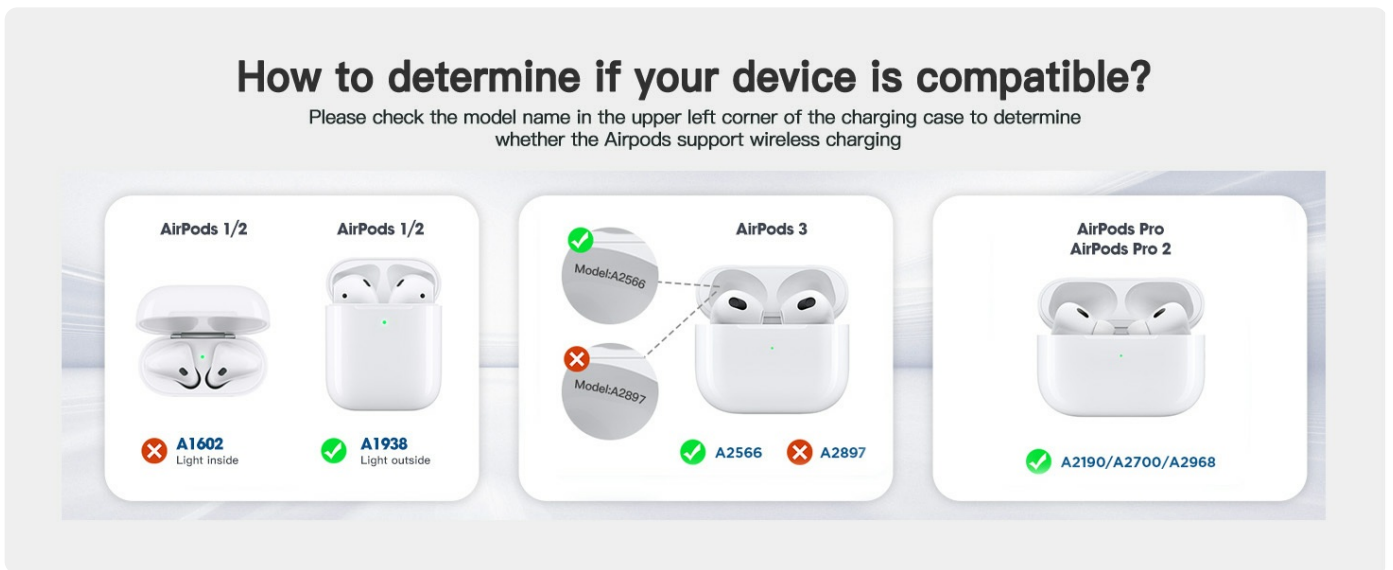 How to determine if your device is compatible?
Please check the model name in the upper left corner of the charging case to determine
whether the Airpods support wireless charging
AirPods 1/2
AirPods 1/2
A1602
Light inside
A1938
Light outside
AirPods 3
Model:A2566
Model:A2897
A2566
A2897
AirPods Pro
AirPods Pro 2
A2190/A2700/A2968